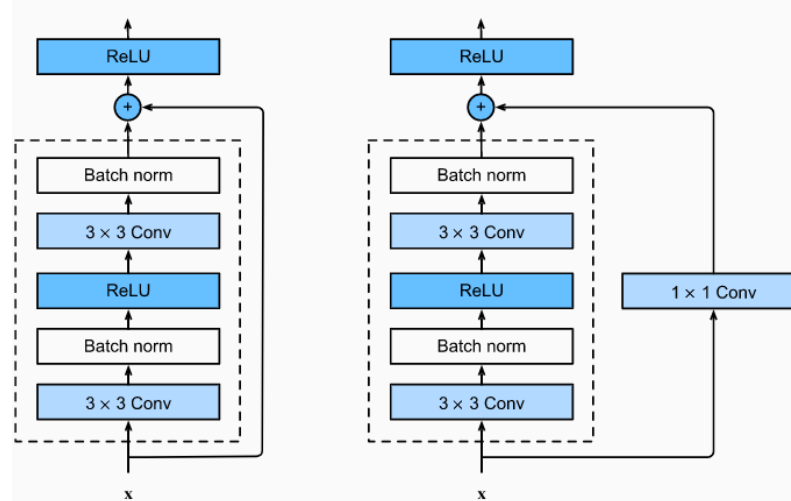 ReLU
+
Batch norm
3 × 3 Conv
ReLU
Batch norm
3 × 3 Conv
x
ReLU
+
Batch norm
3 × 3 Conv
ReLU
Batch norm
3 × 3 Conv
1 × 1 Conv
x